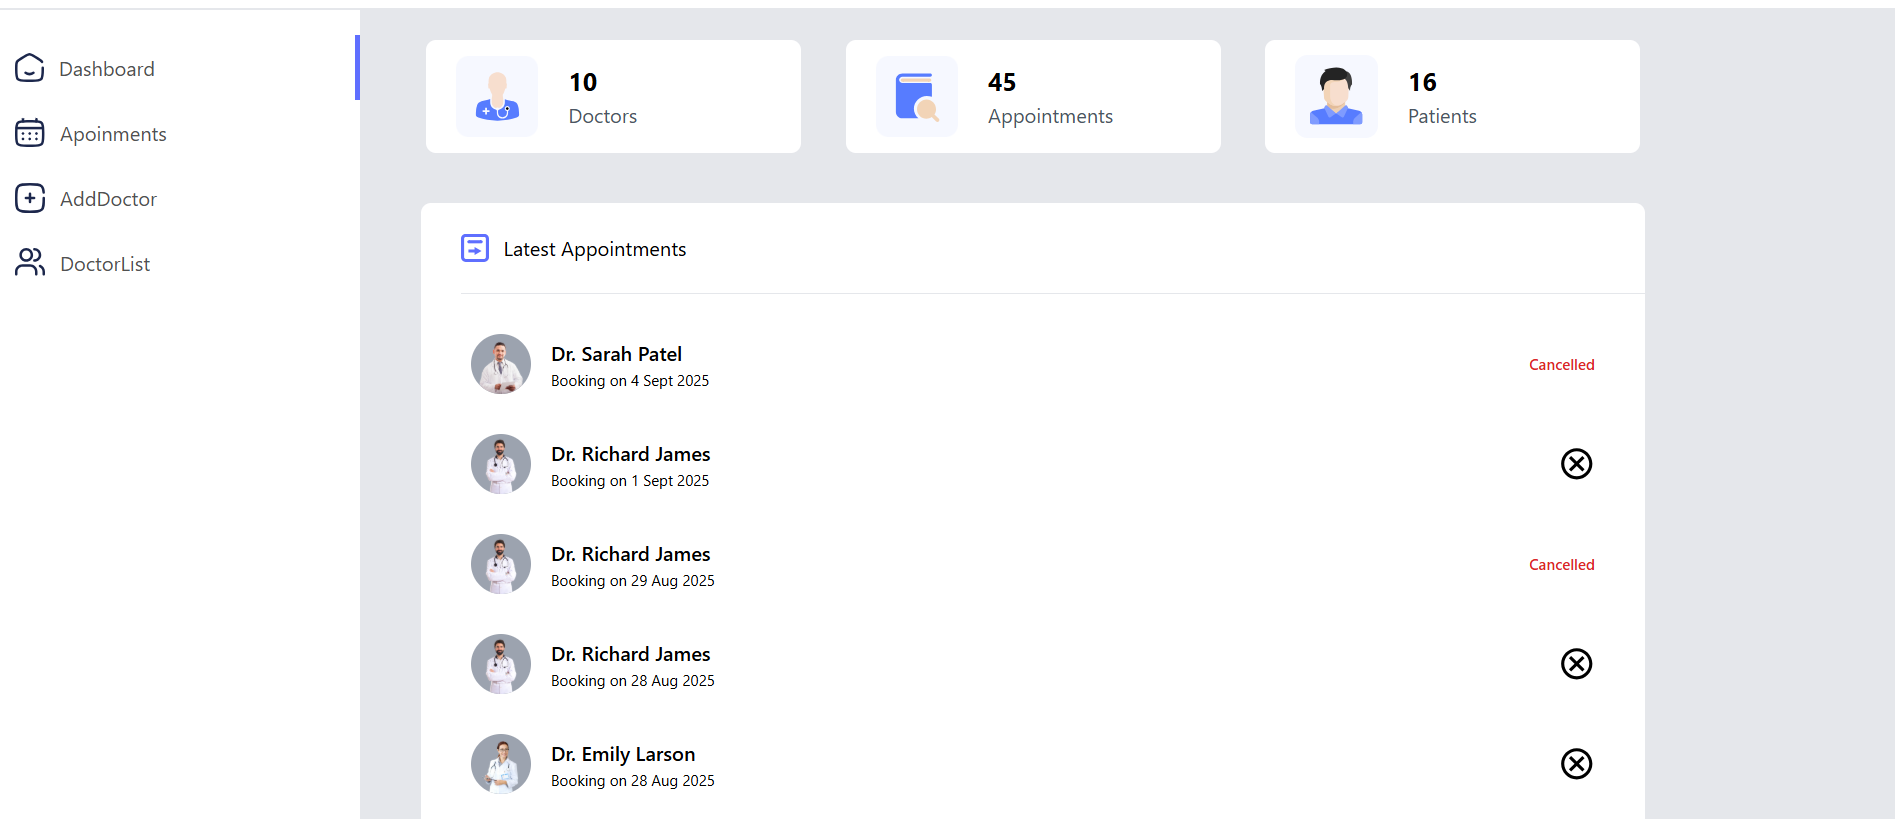 Dashboard
Apoinments
AddDoctor
DoctorList
10
Doctors
45
Appointments
16
Patients
Latest Appointments
Dr. Sarah Patel
Booking on 4 Sept 2025
Cancelled
Dr. Richard James
Booking on 1 Sept 2025
Dr. Richard James
Booking on 29 Aug 2025
Cancelled
Dr. Richard James
Booking on 28 Aug 2025
Dr. Emily Larson
Booking on 28 Aug 2025